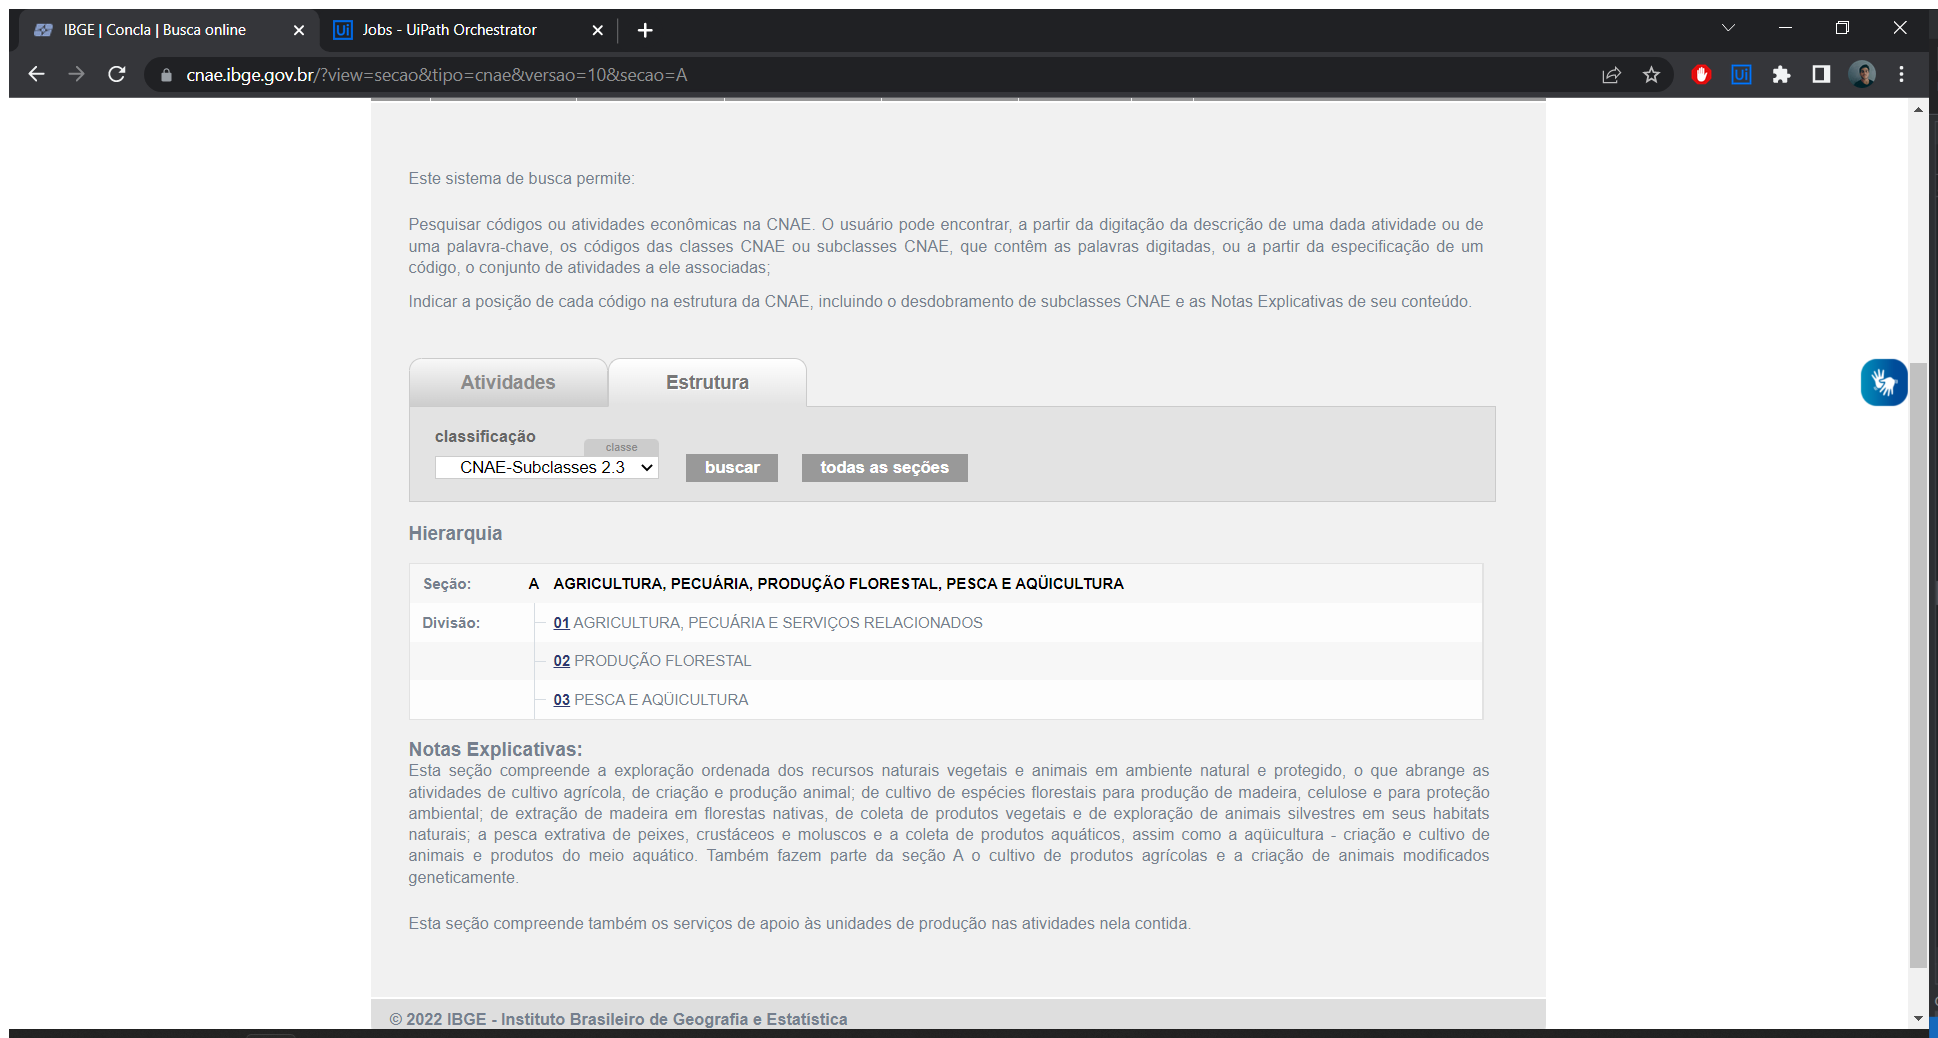 IBGE | Concla | Busca online
Jobs - UiPath Orchestrator
cnae.ibge.gov.br/?view=secao&tipo=cnae&versao=10&secao=A
Este sistema de busca permite:
Pesquisar códigos ou atividades econômicas na CNAE. O usuário pode encontrar, a partir da digitação da descrição de uma dada atividade ou de
uma palavra-chave, os códigos das classes CNAE ou subclasses CNAE, que contêm as palavras digitadas, ou a partir da especificação de um
código, o conjunto de atividades a ele associadas;
Indicar a posição de cada código na estrutura da CNAE, incluindo o desdobramento de subclasses CNAE e as Notas Explicativas de seu conteúdo.
Atividades Estrutura
classificação
classe
CNAE-Subclasses 2.3 buscar todas as seções
Hierarquia
Seção: A AGRICULTURA, PECUÁRIA, PRODUÇÃO FLORESTAL, PESCA E AQÜICULTURA
Divisão: 01 AGRICULTURA, PECUÁRIA E SERVIÇOS RELACIONADOS
02 PRODUÇÃO FLORESTAL
03 PESCA E AQÜICULTURA
Notas Explicativas:
Esta seção compreende a exploração ordenada dos recursos naturais vegetais e animais em ambiente natural e protegido, o que abrange as
atividades de cultivo agrícola, de criação e produção animal; de cultivo de espécies florestais para produção de madeira, celulose e para proteção
ambiental; de extração de madeira em florestas nativas, de coleta de produtos vegetais e de exploração de animais silvestres em seus habitats
naturais; a pesca extrativa de peixes, crustáceos e moluscos e a coleta de produtos aquáticos, assim como a aqüicultura - criação e cultivo de
animais e produtos do meio aquático. Também fazem parte da seção A o cultivo de produtos agrícolas e a criação de animais modificados
geneticamente.
Esta seção compreende também os serviços de apoio às unidades de produção nas atividades nela contida.
© 2022 IBGE - Instituto Brasileiro de Geografia e Estatística